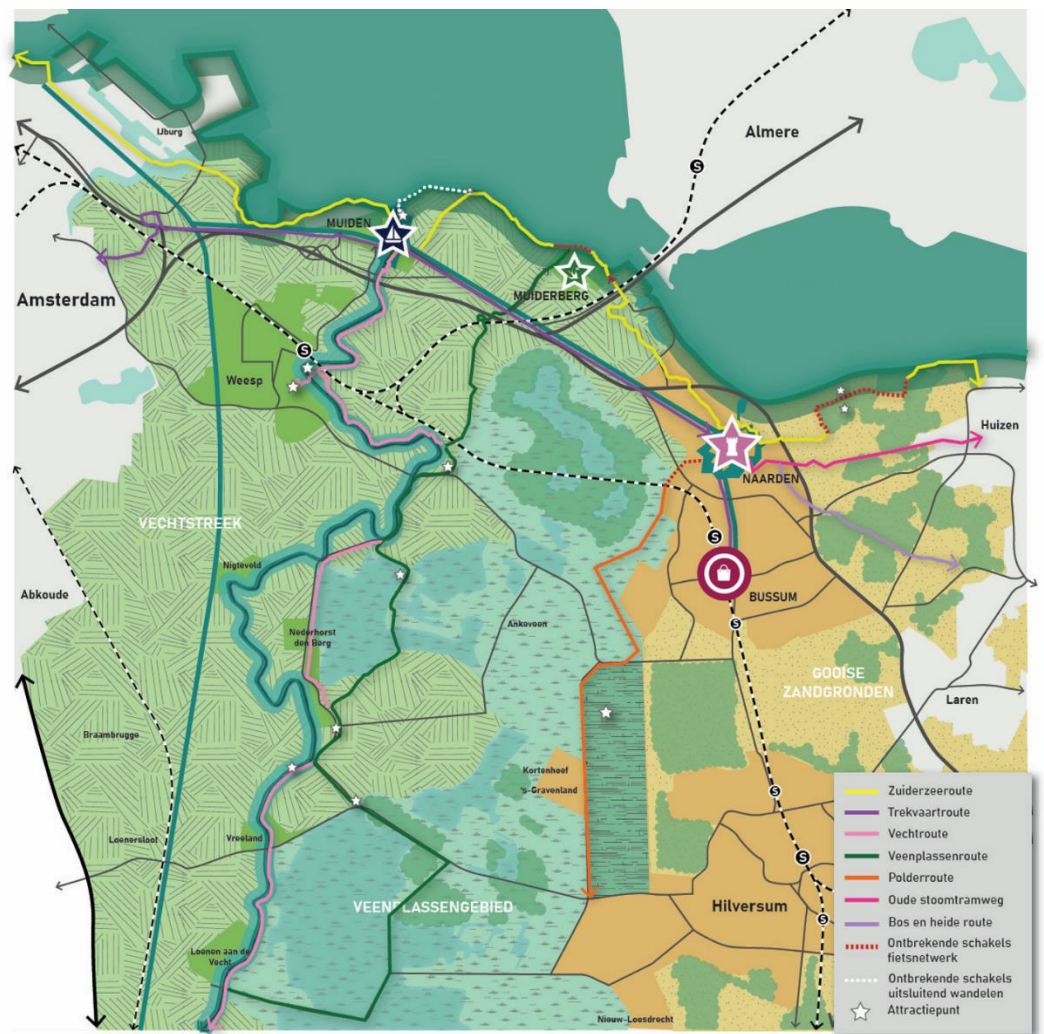 IJburg
Almere
MUIDEN
Amsterdam
MUIDERBERG
Weesp
Huizen
NAARDEN
VECHTSTREEK
Nigteveld
Abkoude
BUSSUM
Nederhorst
den Berg
Ankeveen
GOOISE
ZANDGRONDEN
Laren
Braambrugge
Kortenhoef
's-Gravenland
Loenersloot
Vreeland
VEENPLASSENGEBIED
Hilversum
Loenen aan de
Vecht
Nieuw-Loosdrecht
S
S
S
S
S
S
S
Zuiderzeeroute
Trekvaartroute
Vechtroute
Veenplassenroute
Polderroute
Oude stoomtramweg
Bos en heide route
Ontbrekende schakels
fietsnetwerk
Ontbrekende schakels
uitsluitend wandelen
Attractiepunt